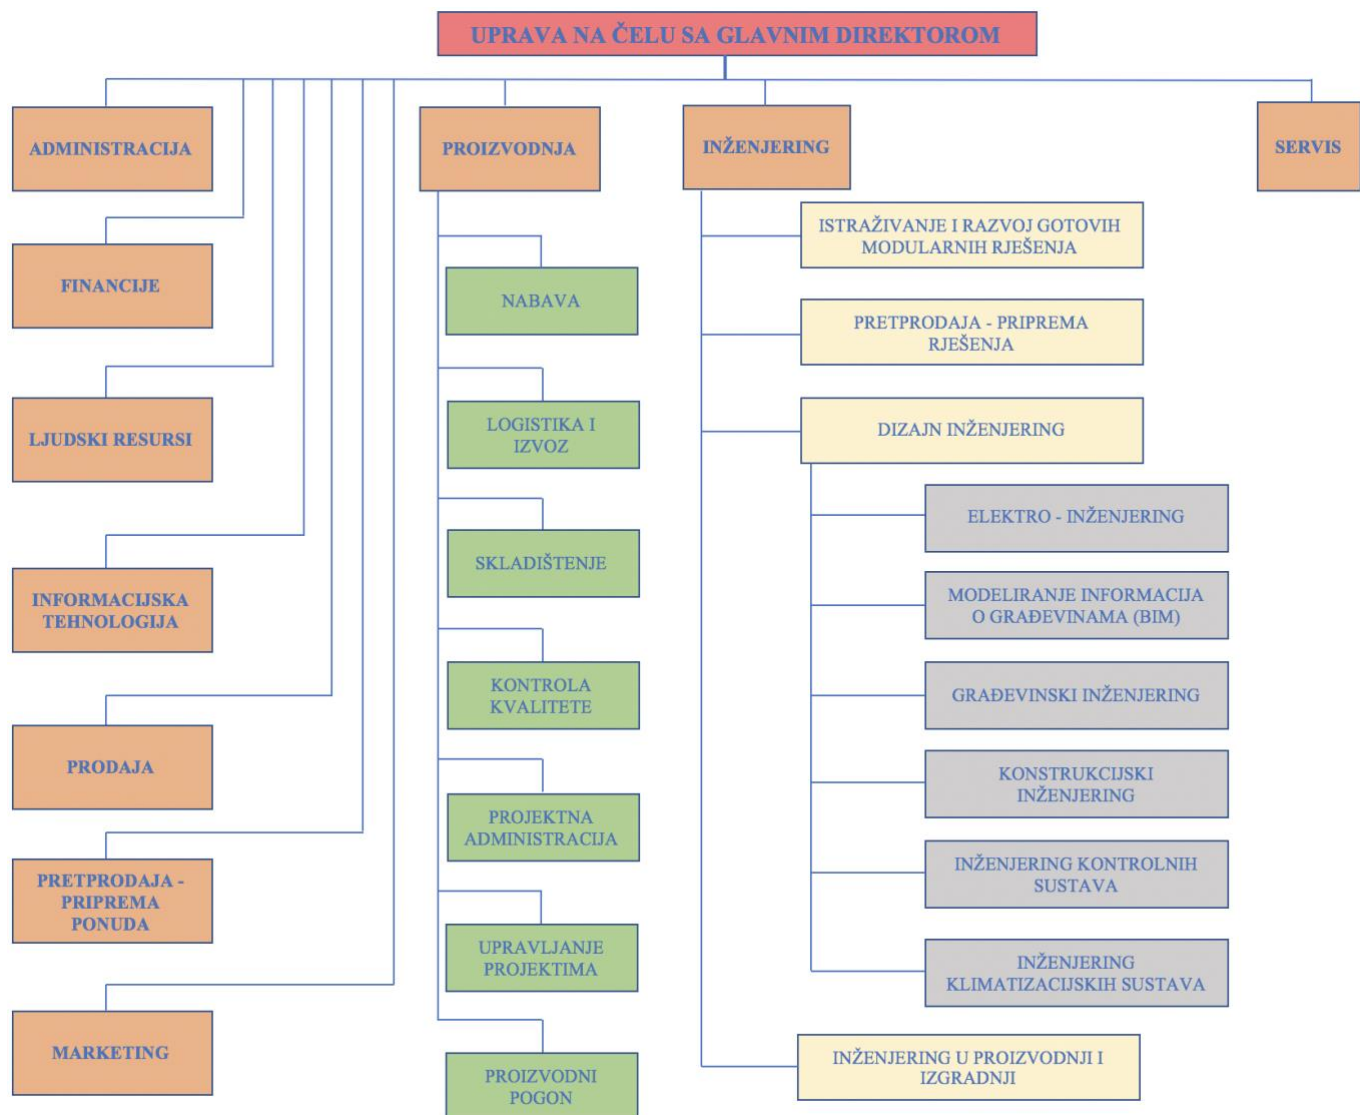 UPRAVA NA ČELU SA GLAVNIM DIREKTOROM
ADMINISTRACIJA
FINANCIJE
LJUDSKI RESURSI
INFORMACIJSKA
TEHNOLOGIJA
PRODAJA
PRETPRODAJA -
PRIPREMA
PONUDA
MARKETING
PROIZVODNJA
NABAVA
LOGISTIKA I
IZVOZ
SKLADIŠTENJE
KONTROLA
KVALITETE
PROJEKTNA
ADMINISTRACIJA
UPRAVLJANJE
PROJEKTIMA
PROIZVODNI
POGON
INŽENJERING
ISTRAŽIVANJE I RAZVOJ GOTOVIH
MODULARNIH RJEŠENJA
PRETPRODAJA - PRIPREMA
RJEŠENJA
DIZAJN INŽENJERING
ELEKTRO - INŽENJERING
MODELIRANJE INFORMACIJA
O GRAĐEVINAMA (BIM)
GRAĐEVINSKI INŽENJERING
KONSTRUKCIJSKI
INŽENJERING
INŽENJERING KONTROLNIH
SUSTAVA
INŽENJERING
KLIMATIZACIJSKIH SUSTAVA
INŽENJERING U PROIZVODNJI I
IZGRADNJI
SERVIS